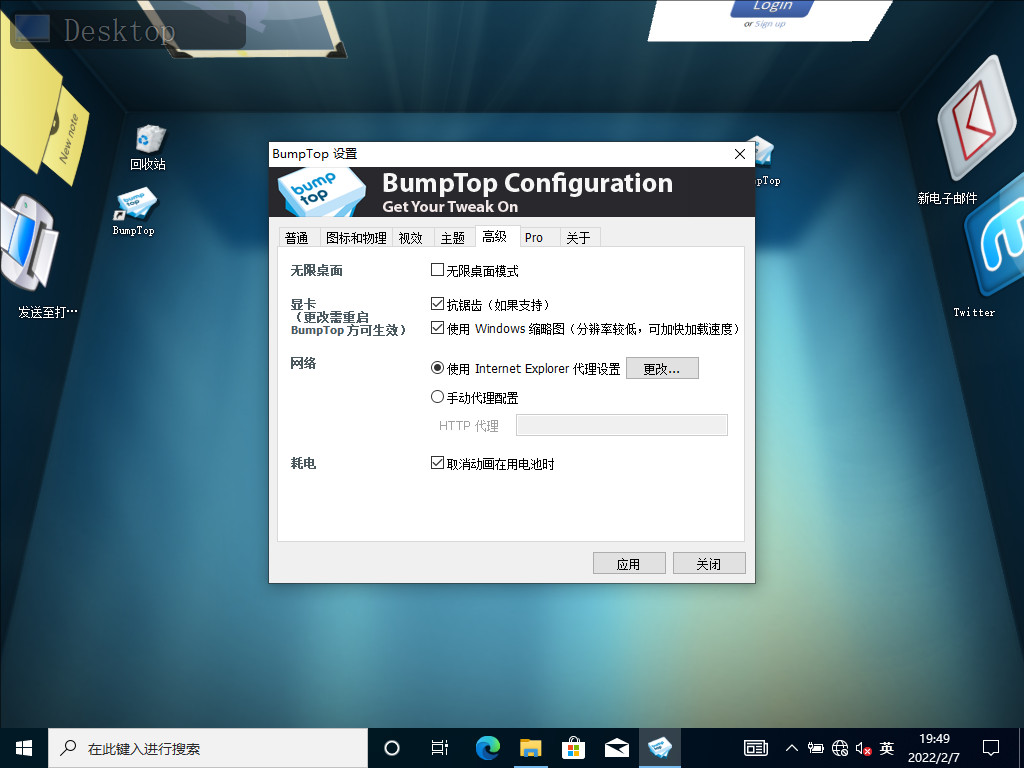 Desktop
Login
or Sign up
New note
回收站
BumpTop
发送至打…
pTop
新电子邮件
Twitter
BumpTop 设置
bump top
BumpTop Configuration
Get Your Tweak On
普通 图标和物理 视效 主题 高级 Pro 关于
无限桌面 无限桌面模式
显卡
（更改需重启
BumpTop 方可生效）
抗锯齿（如果支持）
使用 Windows 缩略图（分辨率较低，可加快加载速度）
网络
使用 Internet Explorer 代理设置 更改...
手动代理配置
HTTP 代理
耗电 取消动画在用电池时
应用 关闭
在此键入进行搜索
英
19:49
2022/2/7